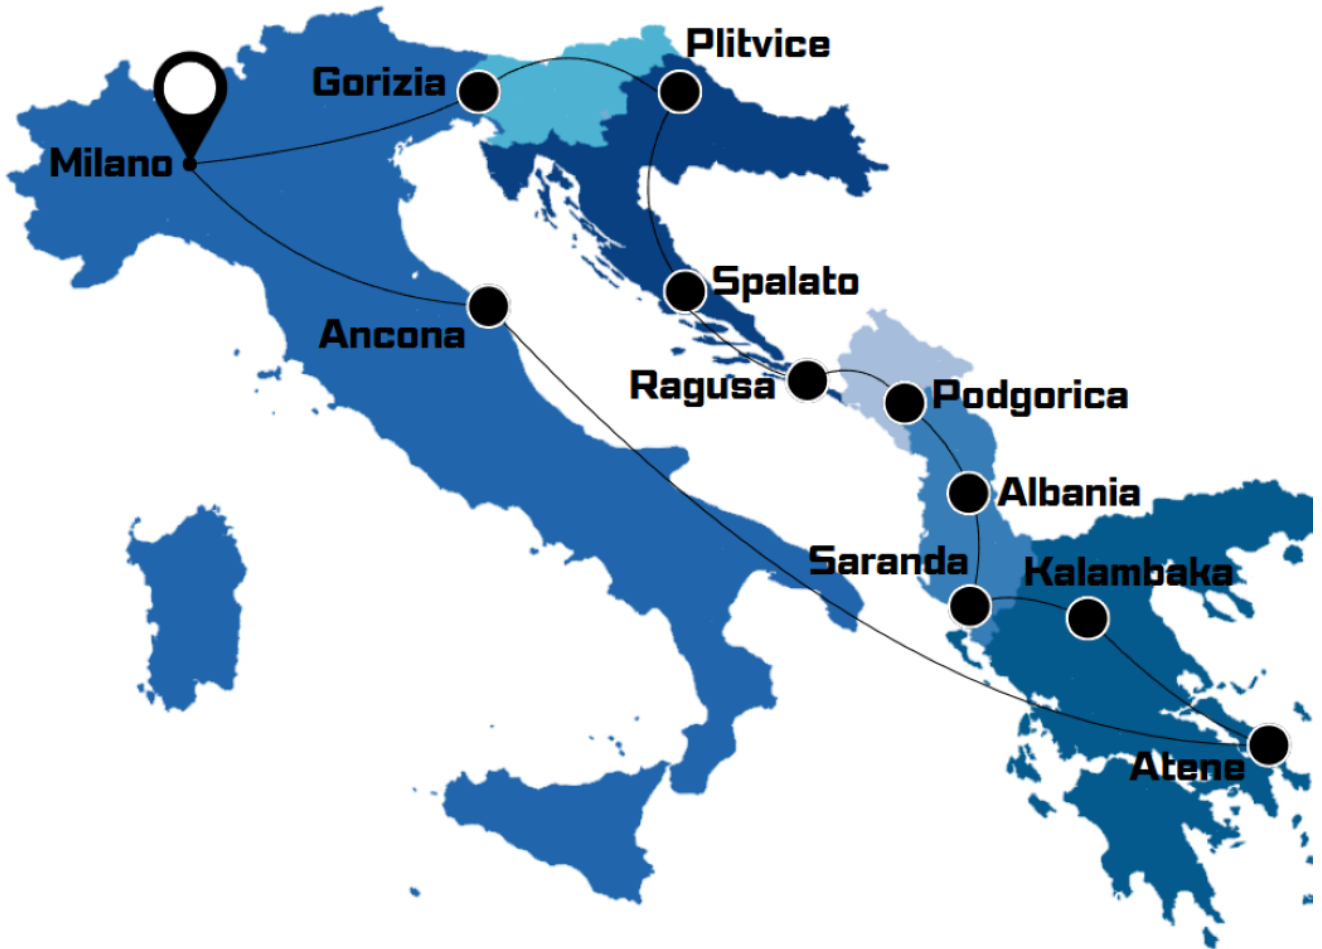 Plitvice
Gorizia
Milano
Spalato
Ancona
Ragusa
Podgorica
Albania
Saranda
Kalambaka
Atene